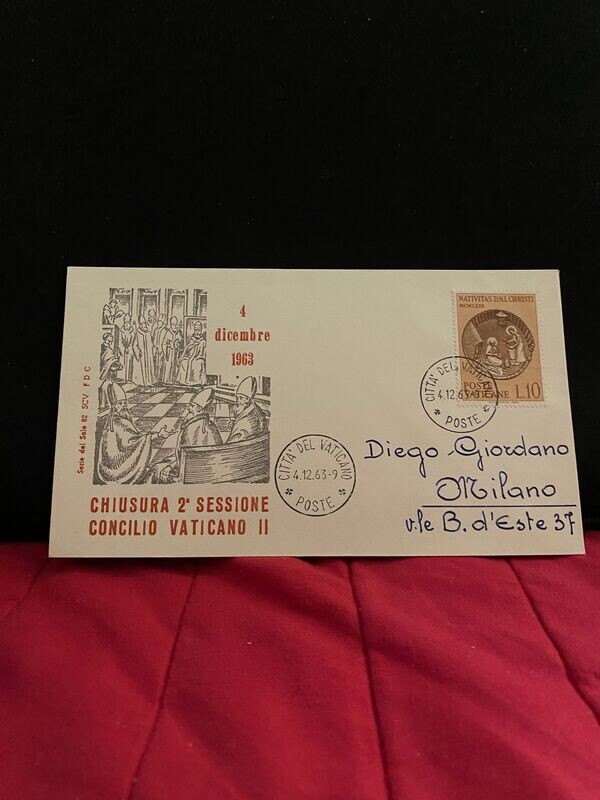 4
dicembre
1963
Serie del Sole 82 SCV F D C
CHIUSURA 2ª SESSIONE
CONCILIO VATICANO II
CITTA' DEL VATICANO
4.12.63-9
POSTE
NATIVITAS D.N.I. CHRISTI
MCMLXIII
POSTE
VATICANE
L.10
CITTA' DEL VATICANO
4.12.63-9
POSTE
Diego Giordano
Milano
v.le B. d'Este 37